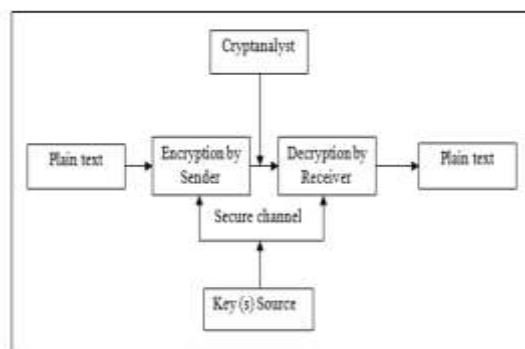 Cryptanalyst
Plain text
Encryption by
Sender
Decryption by
Receiver
Plain text
Secure channel
Key (s) Source